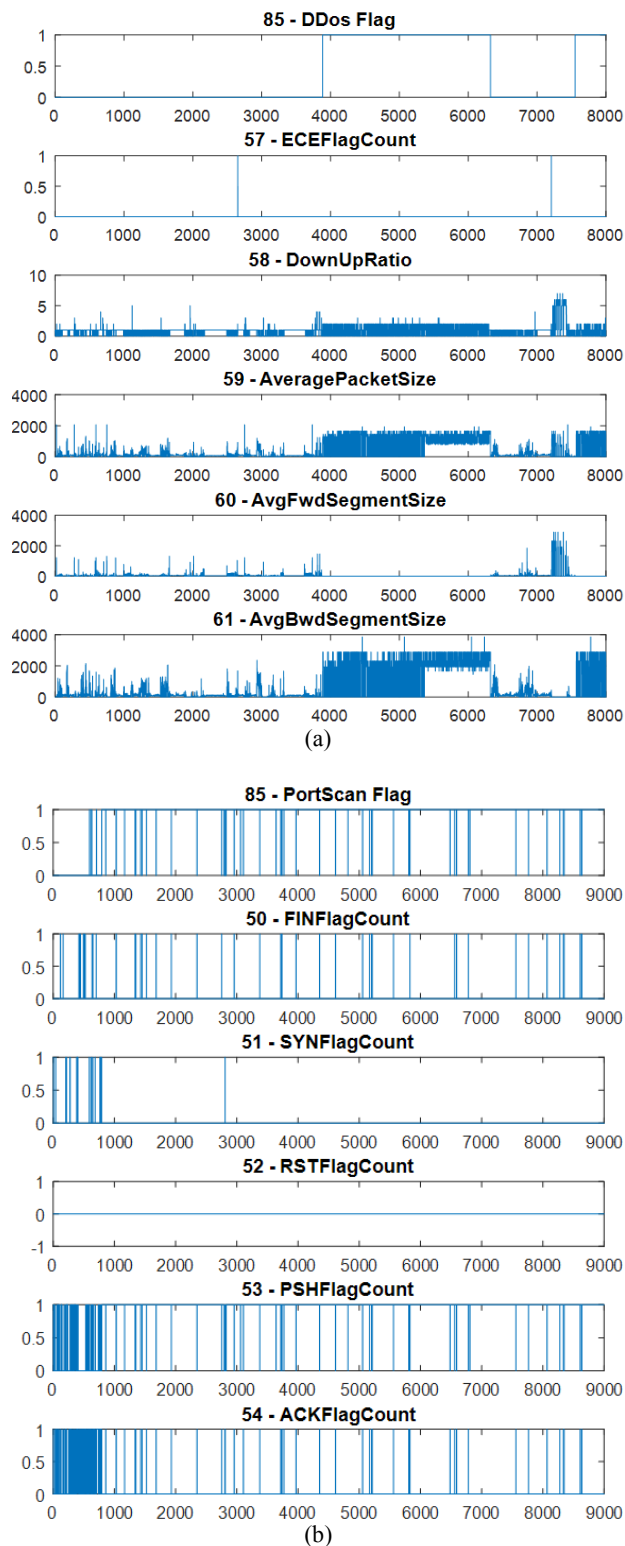 85 - DDos Flag
1
0.5
0
0 1000 2000 3000 4000 5000 6000 7000 8000
57 - ECEFlagCount
1
0.5
0
0 1000 2000 3000 4000 5000 6000 7000 8000
58 - DownUpRatio
10
5
0
0 1000 2000 3000 4000 5000 6000 7000 8000
59 - AveragePacketSize
4000
2000
0
0 1000 2000 3000 4000 5000 6000 7000 8000
60 - AvgFwdSegmentSize
4000
2000
0
0 1000 2000 3000 4000 5000 6000 7000 8000
61 - AvgBwdSegmentSize
4000
2000
0
0 1000 2000 3000 4000 5000 6000 7000 8000
(a)
85 - PortScan Flag
1
0.5
0
0 1000 2000 3000 4000 5000 6000 7000 8000 9000
50 - FINFlagCount
1
0.5
0
0 1000 2000 3000 4000 5000 6000 7000 8000 9000
51 - SYNFlagCount
1
0.5
0
0 1000 2000 3000 4000 5000 6000 7000 8000 9000
52 - RSTFlagCount
1
0
-1
0 1000 2000 3000 4000 5000 6000 7000 8000 9000
53 - PSHFlagCount
1
0.5
0
0 1000 2000 3000 4000 5000 6000 7000 8000 9000
54 - ACKFlagCount
1
0.5
0
0 1000 2000 3000 4000 5000 6000 7000 8000 9000
(b)